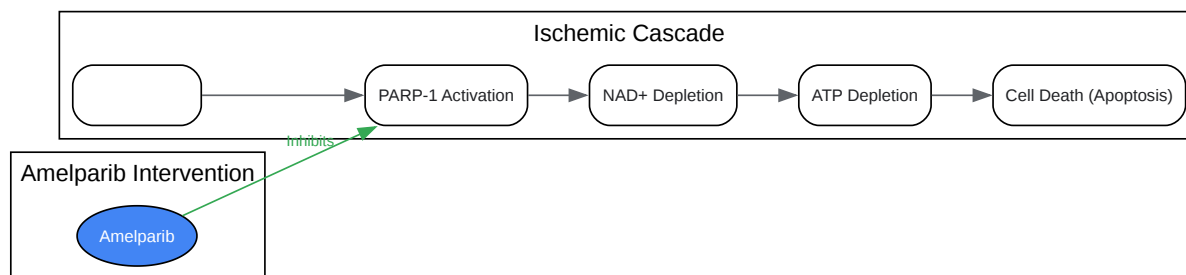 Ischemic Cascade
PARP-1 Activation
NAD+ Depletion
ATP Depletion
Cell Death (Apoptosis)
Inhibits
Amelparib Intervention
Amelparib